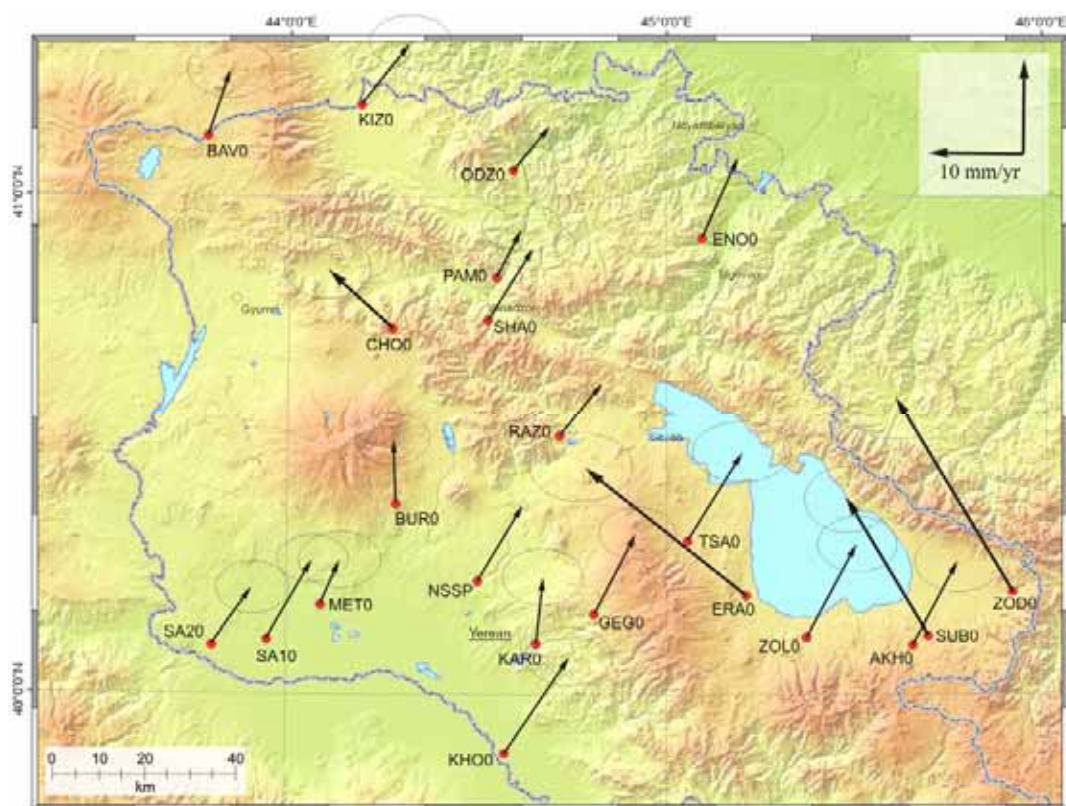 44°0'0"E
45°0'0"E
46°0'0"E
KIZ0
BAV0
10 mm/yr
ODZ0
41°0'0"N
ENO0
PAM0
Gyumri
SHA0
CHO0
RAZ0
BUR0
TSA0
NSSP
MET0
ERA0
ZOD0
GEG0
SA20
SA10
Yerevan
KAR0
ZOL0
SUB0
AKH0
40°0'0"N
KHO0
0 10 20 40
km